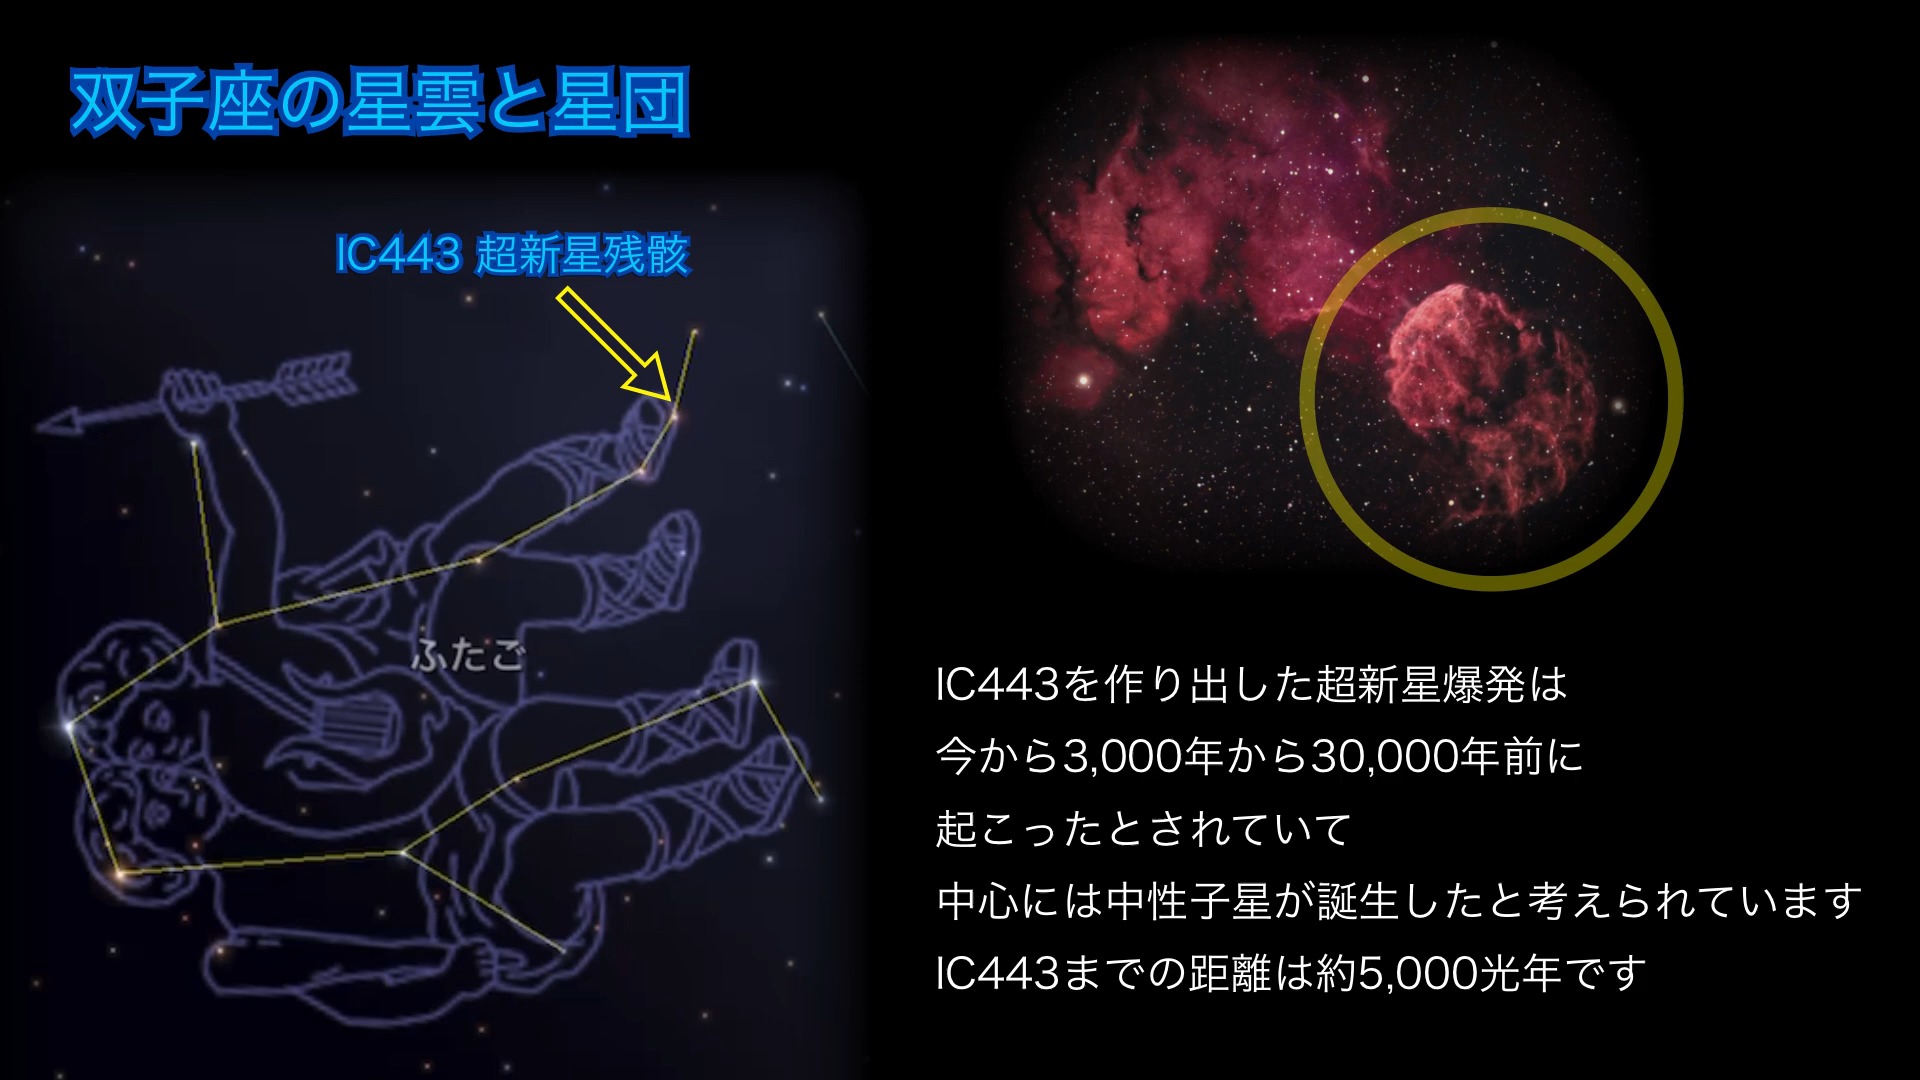 双子座の星雲と星団
IC443 超新星残骸
ふたご
IC443を作り出した超新星爆発は
今から3,000年から30,000年前に
起こったとされていて
中心には中性子星が誕生したと考えられています
IC443までの距離は約5,000光年です